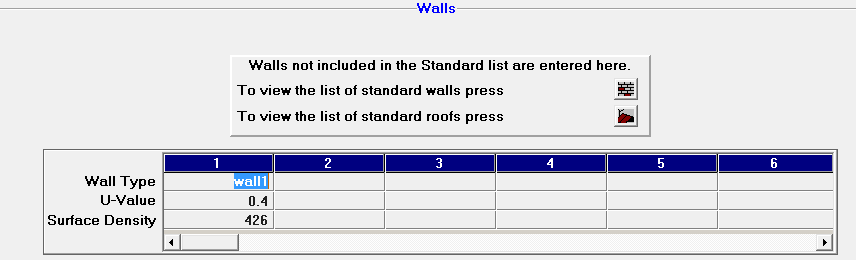 Walls
Walls not included in the Standard list are entered here.
To view the list of standard walls press
To view the list of standard roofs press
1 2 3 4 5 6
Wall Type wall1
U-Value 0.4
Surface Density 426